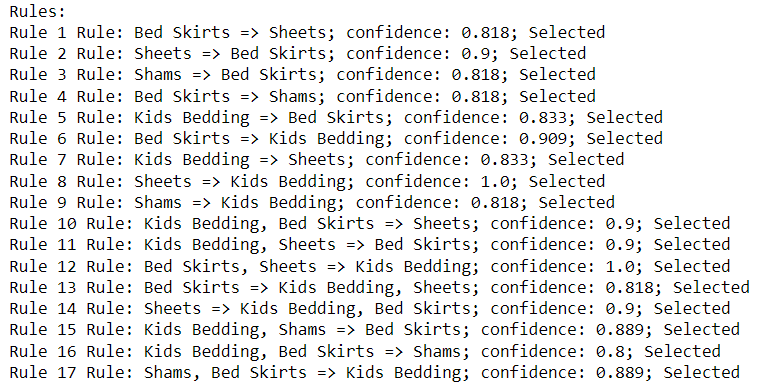 Rules:
Rule 1 Rule: Bed Skirts => Sheets; confidence: 0.818; Selected
Rule 2 Rule: Sheets => Bed Skirts; confidence: 0.9; Selected
Rule 3 Rule: Shams => Bed Skirts; confidence: 0.818; Selected
Rule 4 Rule: Bed Skirts => Shams; confidence: 0.818; Selected
Rule 5 Rule: Kids Bedding => Bed Skirts; confidence: 0.833; Selected
Rule 6 Rule: Bed Skirts => Kids Bedding; confidence: 0.909; Selected
Rule 7 Rule: Kids Bedding => Sheets; confidence: 0.833; Selected
Rule 8 Rule: Sheets => Kids Bedding; confidence: 1.0; Selected
Rule 9 Rule: Shams => Kids Bedding; confidence: 0.818; Selected
Rule 10 Rule: Kids Bedding, Bed Skirts => Sheets; confidence: 0.9; Selected
Rule 11 Rule: Kids Bedding, Sheets => Bed Skirts; confidence: 0.9; Selected
Rule 12 Rule: Bed Skirts, Sheets => Kids Bedding; confidence: 1.0; Selected
Rule 13 Rule: Bed Skirts => Kids Bedding, Sheets; confidence: 0.818; Selected
Rule 14 Rule: Sheets => Kids Bedding, Bed Skirts; confidence: 0.9; Selected
Rule 15 Rule: Kids Bedding, Shams => Bed Skirts; confidence: 0.889; Selected
Rule 16 Rule: Kids Bedding, Bed Skirts => Shams; confidence: 0.8; Selected
Rule 17 Rule: Shams, Bed Skirts => Kids Bedding; confidence: 0.889; Selected